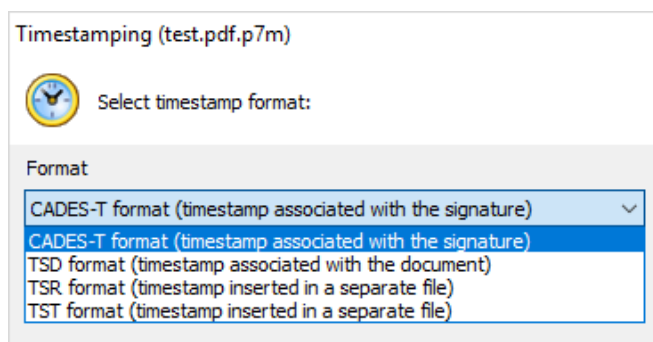 Timestamping (test.pdf.p7m)
Select timestamp format:
Format
CADES-T format (timestamp associated with the signature)
CADES-T format (timestamp associated with the signature)
TSD format (timestamp associated with the document)
TSR format (timestamp inserted in a separate file)
TST format (timestamp inserted in a separate file)